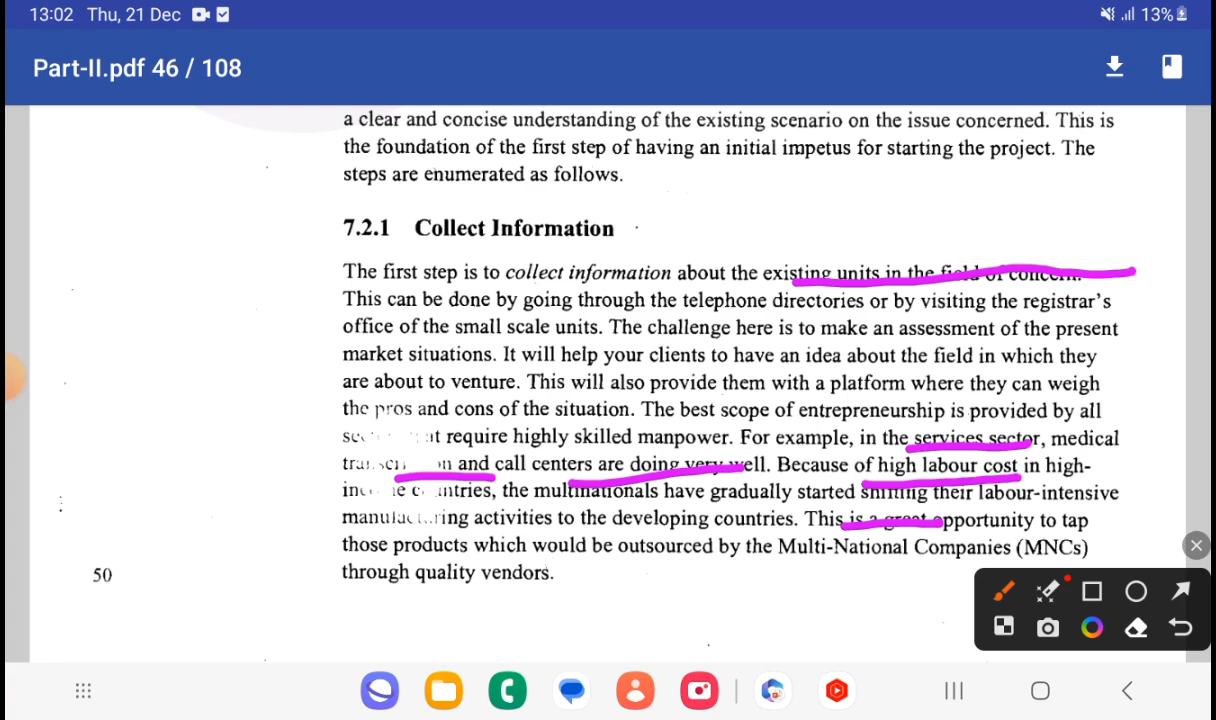 13:02 Thu, 21 Dec
13%
Part-II.pdf 46 / 108
a clear and concise understanding of the existing scenario on the issue concerned. This is
the foundation of the first step of having an initial impetus for starting the project. The
steps are enumerated as follows.
7.2.1 Collect Information
The first step is to collect information about the existing units in the field of concern.
This can be done by going through the telephone directories or by visiting the registrar's
office of the small scale units. The challenge here is to make an assessment of the present
market situations. It will help your clients to have an idea about the field in which they
are about to venture. This will also provide them with a platform where they can weigh
the pros and cons of the situation. The best scope of entrepreneurship is provided by all
require highly skilled manpower. For example, in the services sector, medical
and call centers are doing very well. Because of high labour cost in high-
the multinationals have gradually started shifting their labour-intensive
manufacturing activities to the developing countries. This is a great opportunity to tap
those products which would be outsourced by the Multi-National Companies (MNCs)
through quality vendors.
50